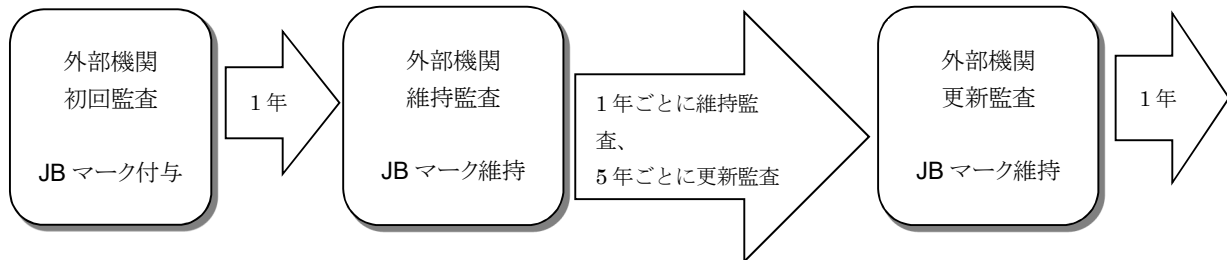 外部機関
初回監査
JB マーク付与
1 年
外部機関
維持監査
JB マーク維持
1 年ごとに維持監
査、
5 年ごとに更新監査
外部機関
更新監査
JB マーク維持
1 年